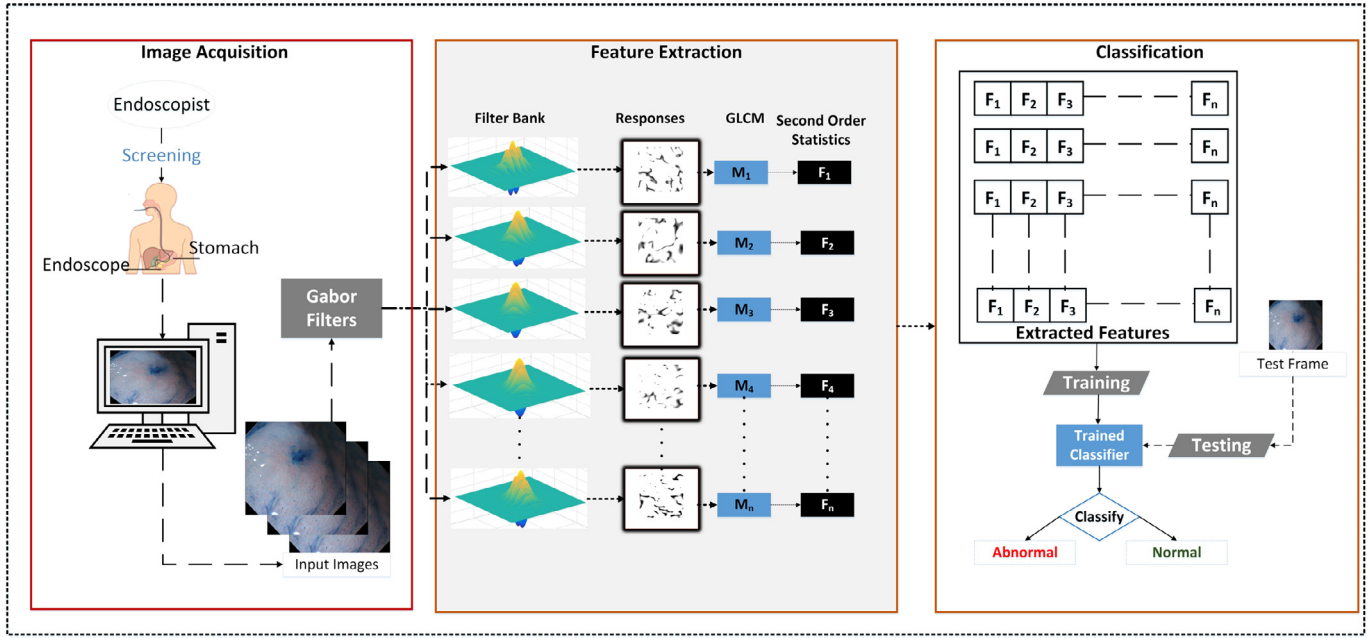 Image Acquisition
Endoscopist
Screening
Stomach
Endoscope
Gabor
Filters
Input Images
Feature Extraction
Filter Bank
Responses
GLCM
Second Order
Statistics
M1
F1
M2
F2
M3
F3
M4
F4
Mn
Fn
Classification
F1 F2 F3 Fn
F1 F2 F3 Fn
F1 F2 F3 Fn
F1 F2 F3 Fn
Extracted Features
Test Frame
Training
Trained
Classifier
Testing
Classify
Abnormal
Normal